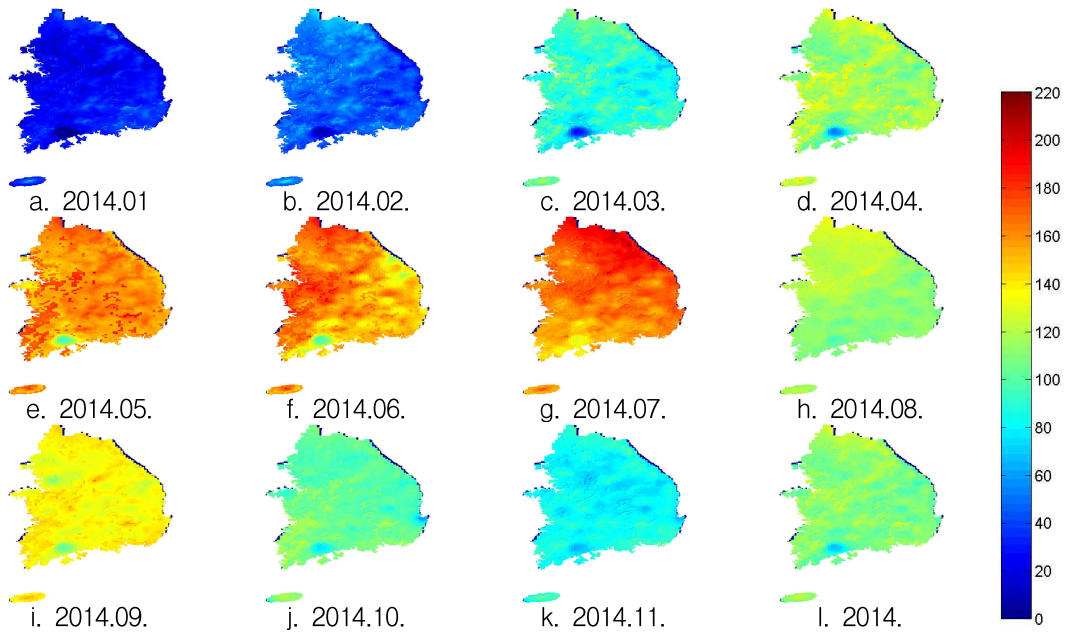 a. 2014.01
b. 2014.02.
c. 2014.03.
d. 2014.04.
e. 2014.05.
f. 2014.06.
g. 2014.07.
h. 2014.08.
i. 2014.09.
j. 2014.10.
k. 2014.11.
l. 2014.
220
200
180
160
140
120
100
80
60
40
20
0